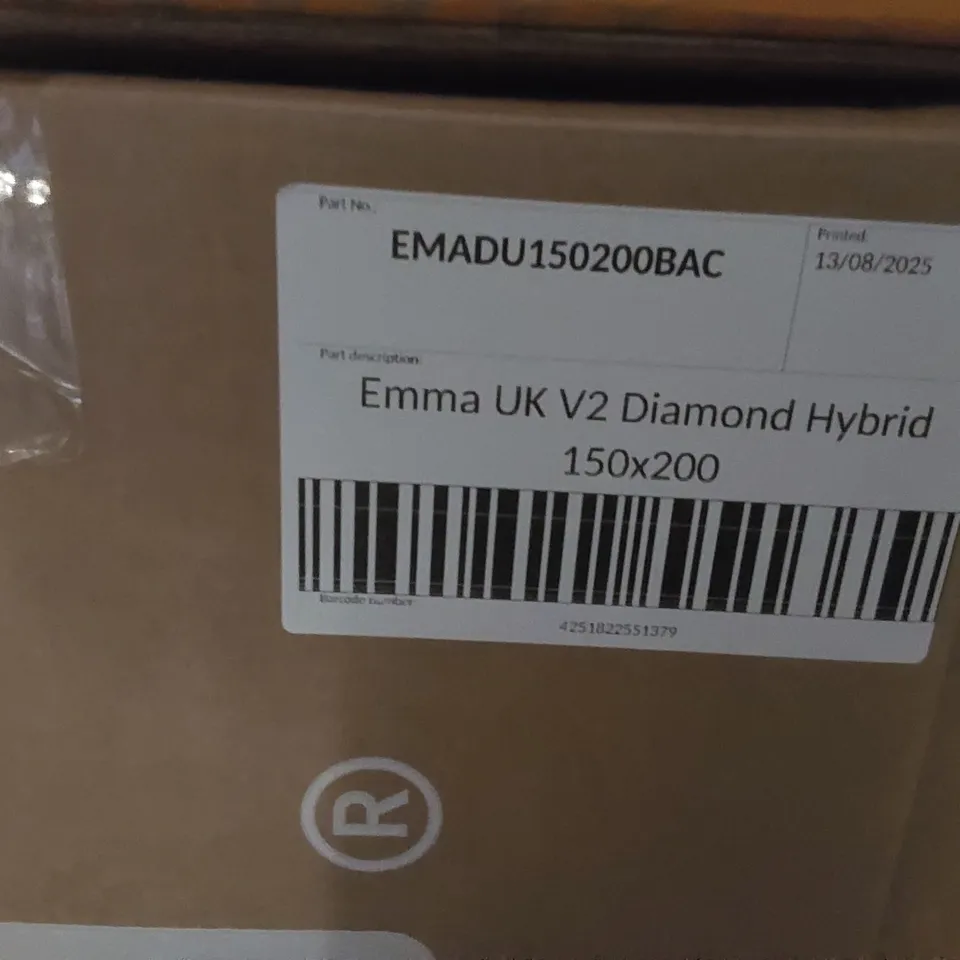 Part No.
EMADU150200BAC
Printed:
13/08/2025
Part description:
Emma UK V2 Diamond Hybrid
150x200
Barcode number
4251822551379
®